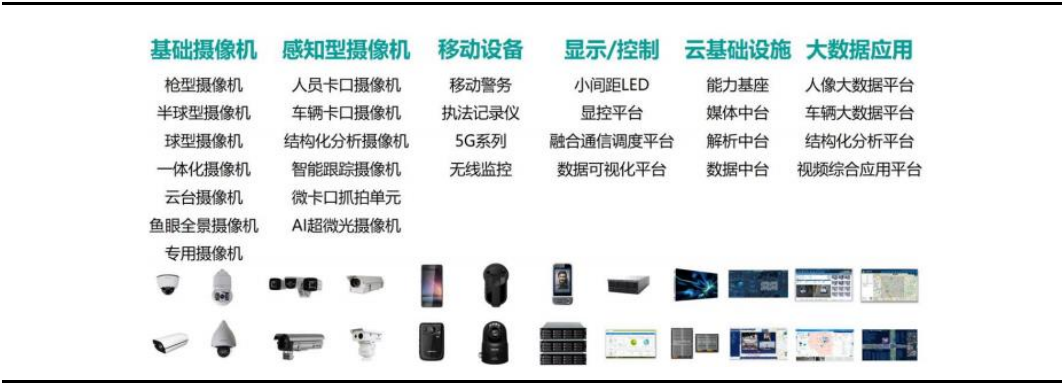 基础摄像机 感知型摄像机 移动设备 显示/控制 云基础设施 大数据应用
枪型摄像机 人员卡口摄像机 移动警务 小间距LED 能力基座 人像大数据平台
半球型摄像机 车辆卡口摄像机 执法记录仪 显控平台 媒体中台 车辆大数据平台
球型摄像机 结构化分析摄像机 5G系列 融合通信调度平台 解析中台 结构化分析平台
一体化摄像机 智能跟踪摄像机 无线监控 数据可视化平台 数据中台 视频综合应用平台
云台摄像机 微卡口抓拍单元
鱼眼全景摄像机 AI超微光摄像机
专用摄像机